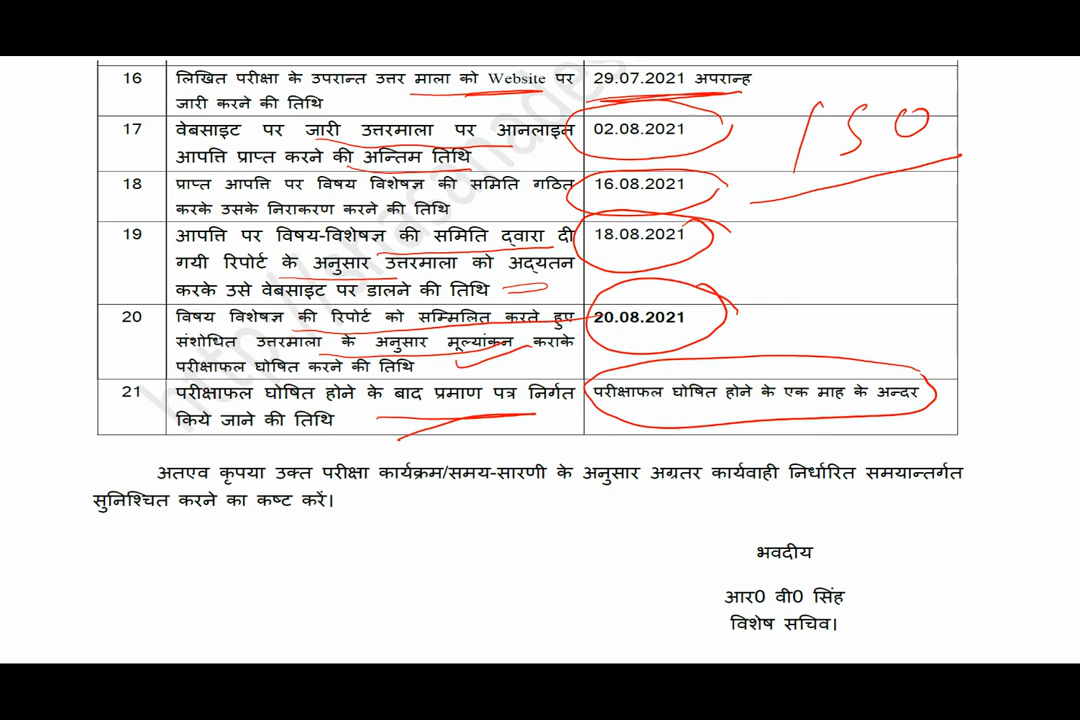 16 लिखित परीक्षा के उपरान्त उत्तर माला को Website पर 29.07.2021 अपरान्ह
जारी करने की तिथि
17 वेबसाइट पर जारी उत्तरमाला पर आनलाइन 02.08.2021
आपत्ति प्राप्त करने की अन्तिम तिथि
18 प्राप्त आपत्ति पर विषय विशेषज्ञ की समिति गठित 16.08.2021
करके उसके निराकरण करने की तिथि
19 आपत्ति पर विषय-विशेषज्ञ की समिति द्वारा दी 18.08.2021
गयी रिपोर्ट के अनुसार उत्तरमाला को अद्यतन
करके उसे वेबसाइट पर डालने की तिथि
20 विषय विशेषज्ञ की रिपोर्ट को सम्मिलित करते हुए 20.08.2021
संशोधित उत्तरमाला के अनुसार मूल्यांकन कराके
परीक्षाफल घोषित करने की तिथि
21 परीक्षाफल घोषित होने के बाद प्रमाण पत्र निर्गत परीक्षाफल घोषित होने के एक माह के अन्दर
किये जाने की तिथि
150
अतएव कृपया उक्त परीक्षा कार्यक्रम/समय-सारणी के अनुसार अग्रतर कार्यवाही निर्धारित समयान्तर्गत
सुनिश्चित करने का कष्ट करें।
भवदीय
आर0 वी0 सिंह
विशेष सचिव।